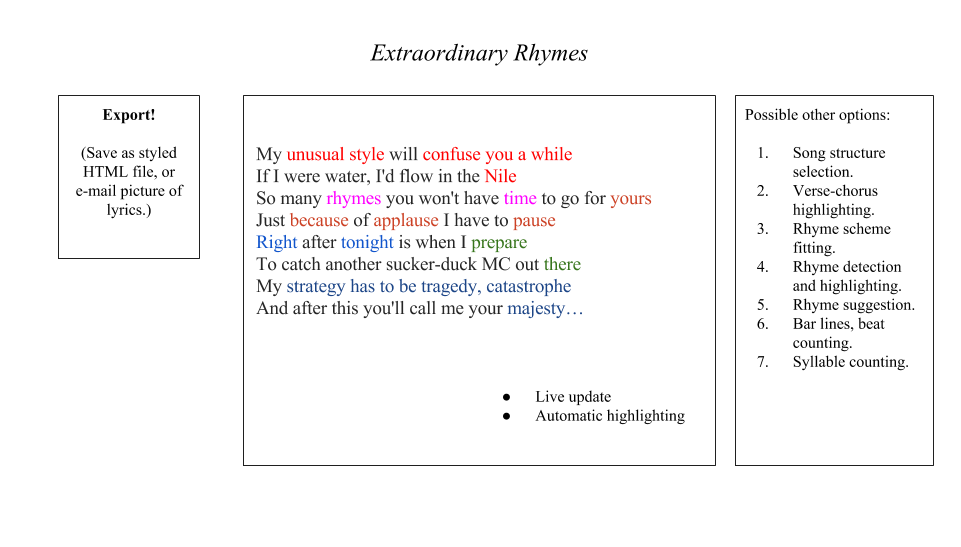 Extraordinary Rhymes
Export!
(Save as styled
HTML file, or
e-mail picture of
lyrics.)
My unusual style will confuse you a while
If I were water, I'd flow in the Nile
So many rhymes you won't have time to go for yours
Just because of applause I have to pause
Right after tonight is when I prepare
To catch another sucker-duck MC out there
My strategy has to be tragedy, catastrophe
And after this you'll call me your majesty…
● Live update
● Automatic highlighting
Possible other options:
1. Song structure
selection.
2. Verse-chorus
highlighting.
3. Rhyme scheme
fitting.
4. Rhyme detection
and highlighting.
5. Rhyme suggestion.
6. Bar lines, beat
counting.
7. Syllable counting.